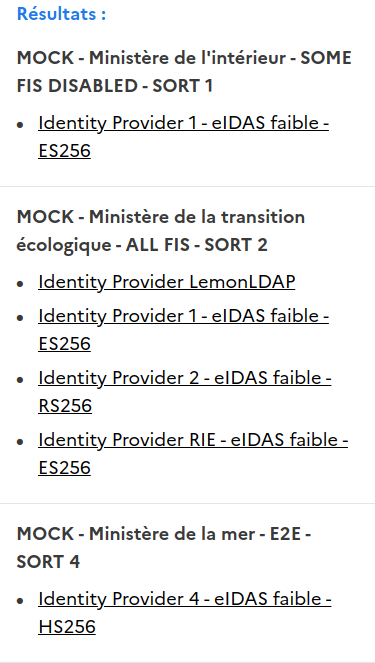 Résultats :
MOCK - Ministère de l'intérieur - SOME
FIS DISABLED - SORT 1
Identity Provider 1 - eIDAS faible -
ES256
MOCK - Ministère de la transition
écologique - ALL FIS - SORT 2
Identity Provider LemonLDAP
Identity Provider 1 - eIDAS faible -
ES256
Identity Provider 2 - eIDAS faible -
RS256
Identity Provider RIE - eIDAS faible -
ES256
MOCK - Ministère de la mer - E2E -
SORT 4
Identity Provider 4 - eIDAS faible -
HS256